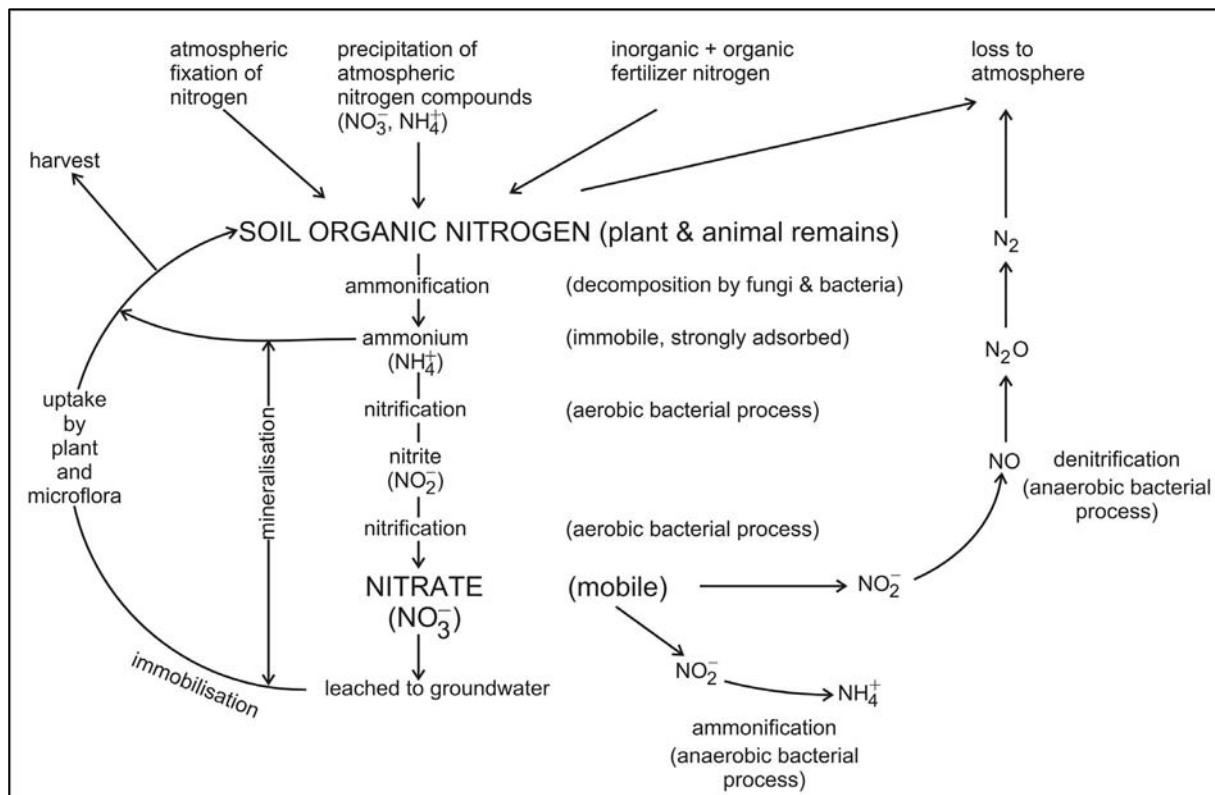 atmospheric
fixation of
nitrogen
precipitation of
atmospheric
nitrogen compounds
(NO₃⁻, NH₄⁺)
inorganic + organic
fertilizer nitrogen
loss to
atmosphere
harvest
SOIL ORGANIC NITROGEN (plant & animal remains)
N₂
ammonification
(decomposition by fungi & bacteria)
ammonium
(NH₄⁺)
(immobile, strongly adsorbed)
N₂O
uptake
by
plant
and
microflora
mineralisation
nitrification
(aerobic bacterial process)
nitrite
(NO₂⁻)
NO
denitrification
(anaerobic bacterial
process)
nitrification
(aerobic bacterial process)
NITRATE
(NO₃⁻)
(mobile)
NO₂⁻
immobilisation
leached to groundwater
NO₂⁻
NH₄⁺
ammonification
(anaerobic bacterial
process)